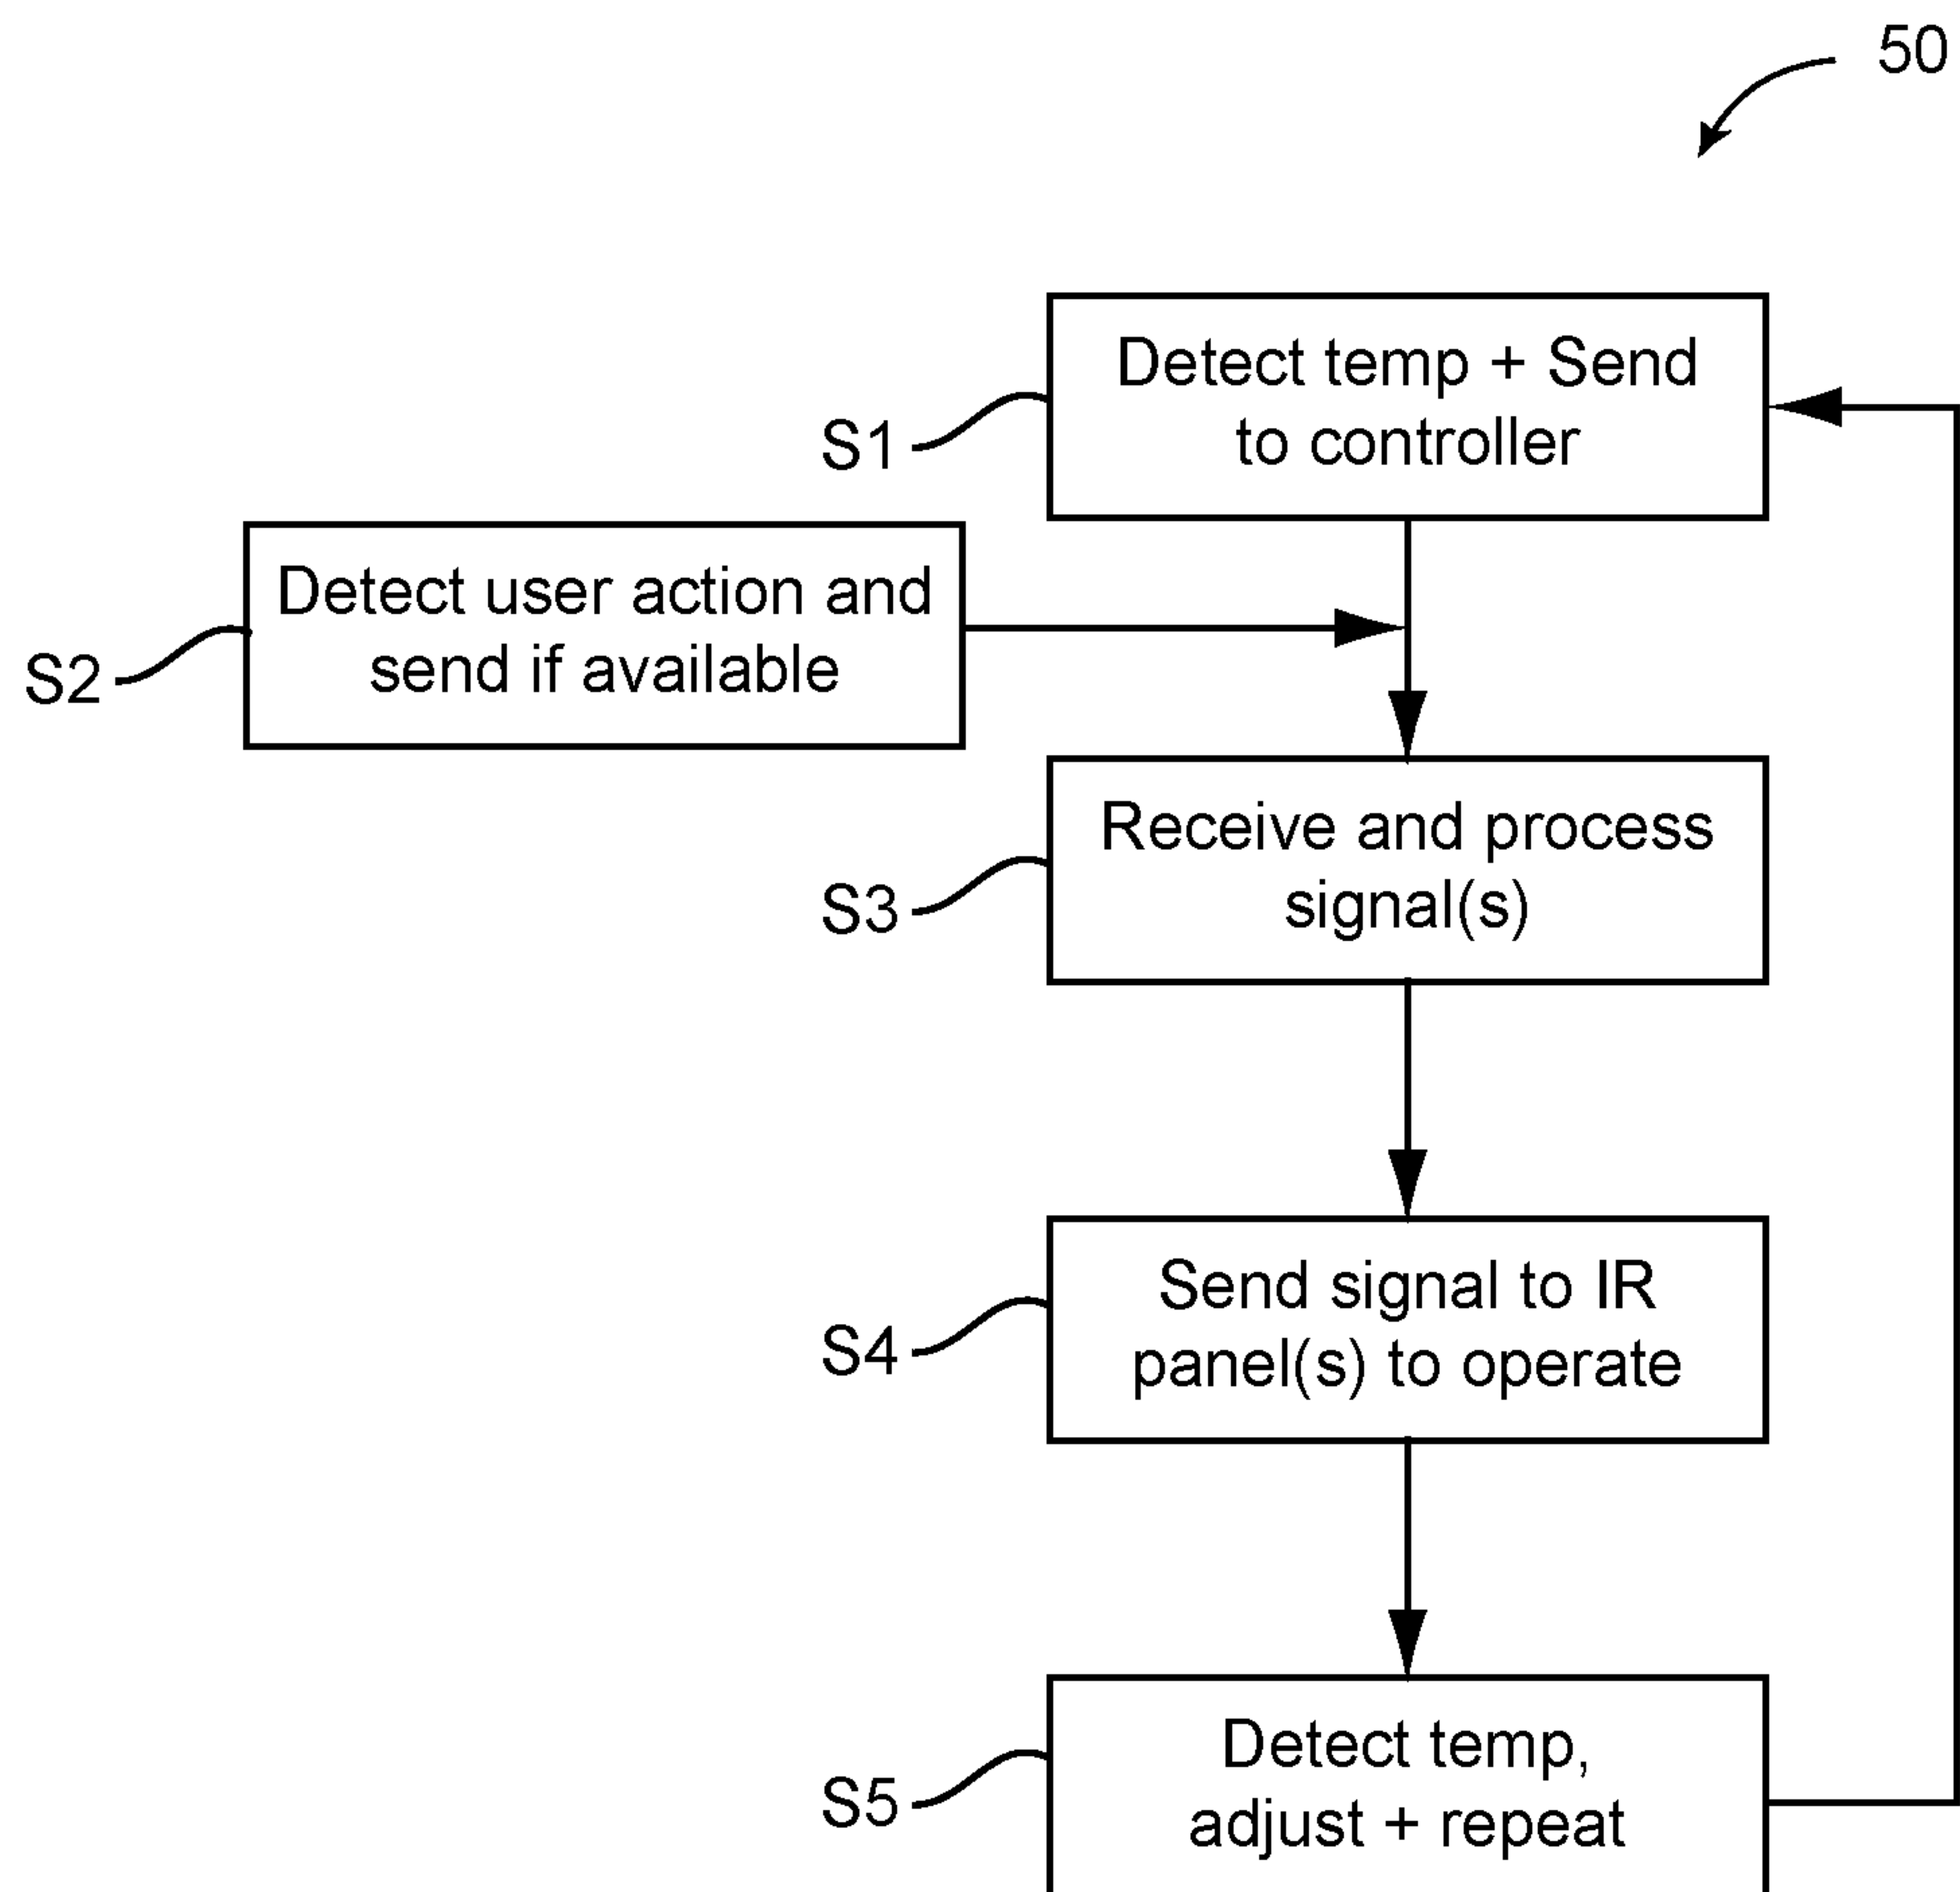 50
Detect temp + Send
to controller
S1
Detect user action and
send if available
S2
Receive and process
signal(s)
S3
Send signal to IR
panel(s) to operate
S4
Detect temp,
adjust + repeat
S5